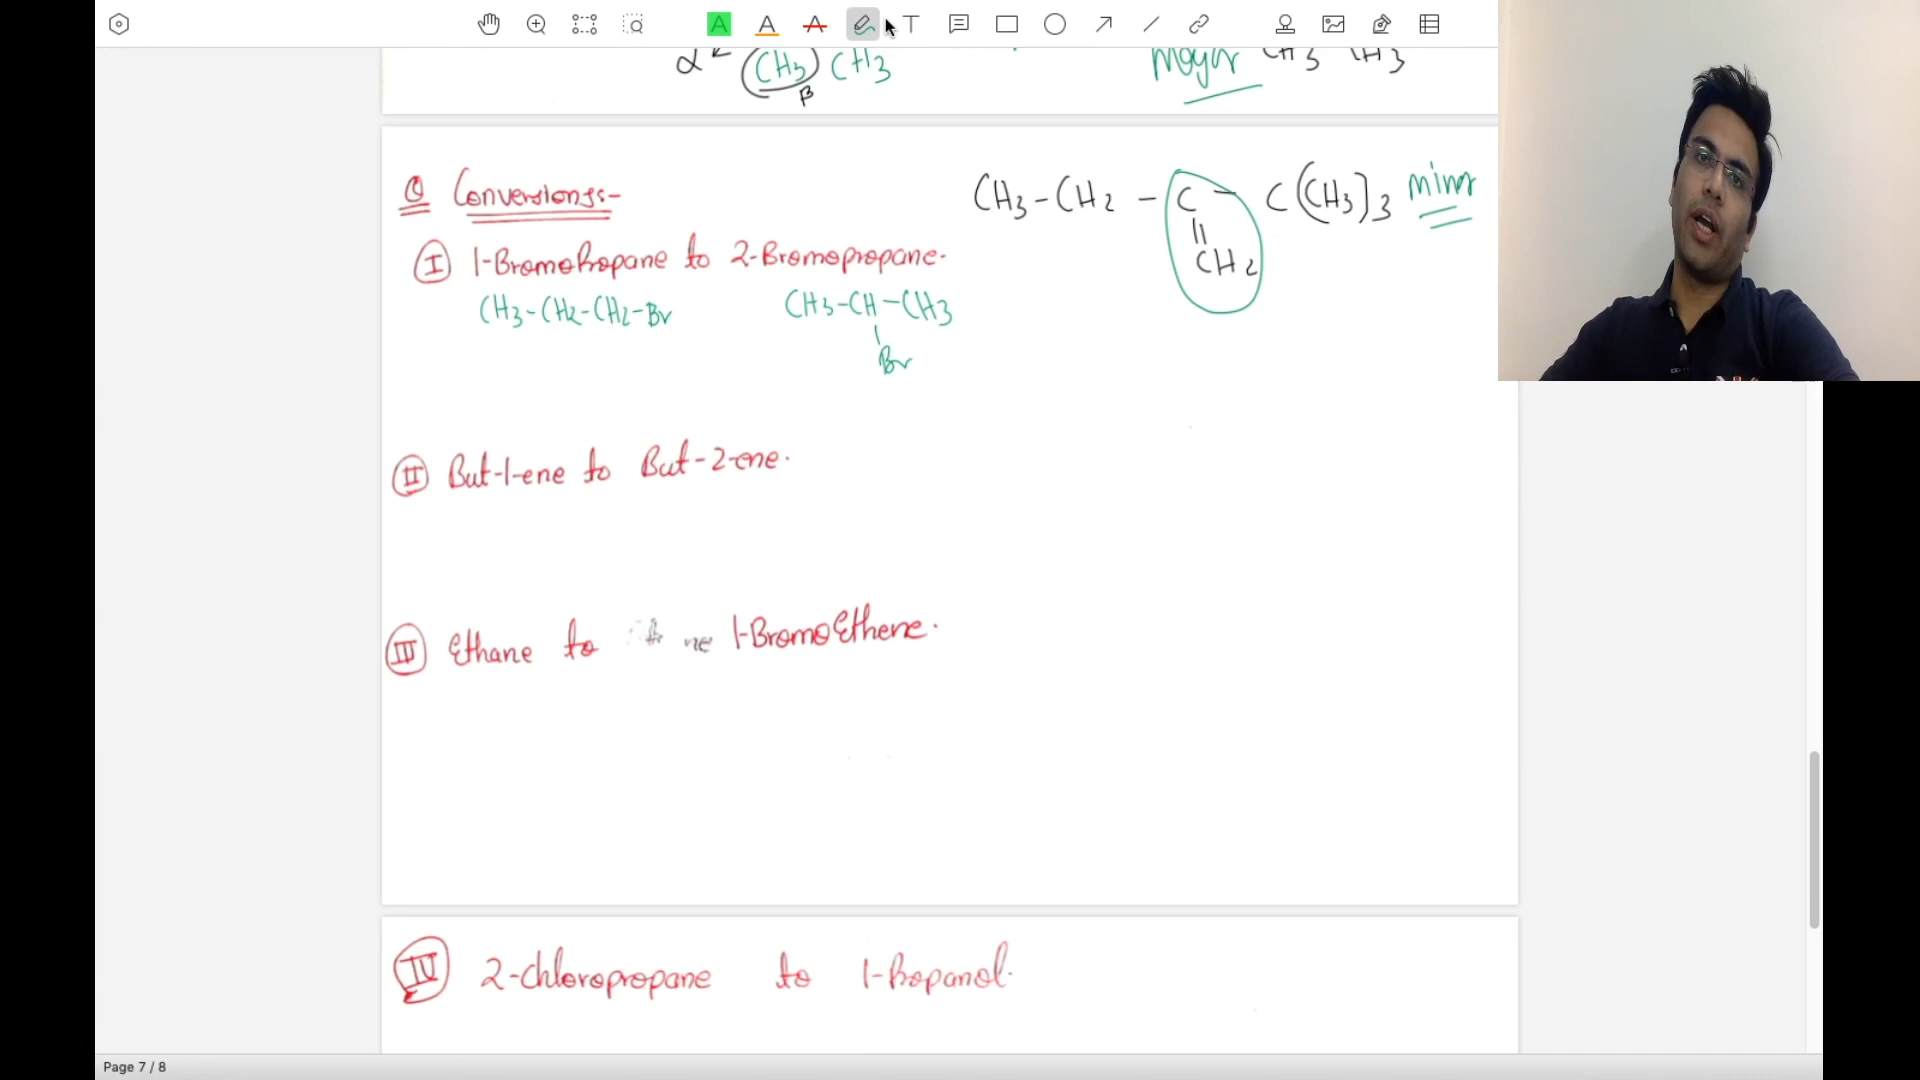 α CH3 CH3 Major CH3 CH3
β
Q Conversions:-
CH3-CH2 - C - C(CH3)3 minor
||
CH2
I 1-BromoPropane to 2-Bromopropane.
CH3-CH2-CH2-Br CH3-CH-CH3
|
Br
II But-1-ene to But-2-ene.
III Ethane to ne 1-BromoEthene.
IV 2-chloropropane to 1-Propanol.
Page 7 / 8